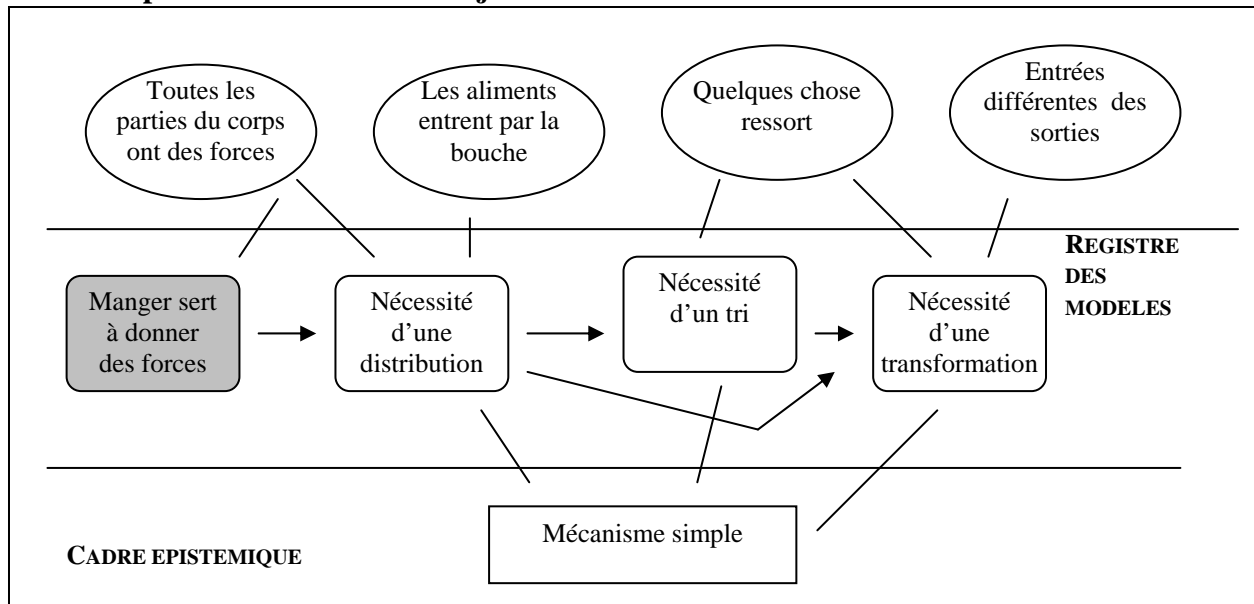 Toutes les
parties du corps
ont des forces
Les aliments
entrent par la
bouche
Quelques chose
ressort
Entrées
différentes des
sorties
REGISTRE
DES
MODELES
Manger sert
à donner
des forces
Nécessité
d'une
distribution
Nécessité
d'un tri
Nécessité
d'une
transformation
Mécanisme simple
CADRE EPISTEMIQUE